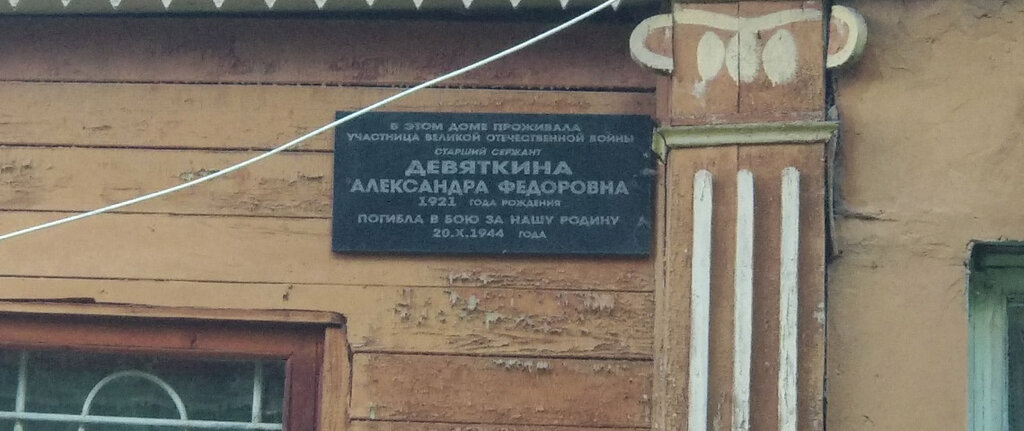 В ЭТОМ ДОМЕ ПРОЖИВАЛА
УЧАСТНИЦА ВЕЛИКОЙ ОТЕЧЕСТВЕННОЙ ВОЙНЫ
СТАРШИЙ СЕРЖАНТ
ДЕВЯТКИНА
АЛЕКСАНДРА ФЕДОРОВНА
1921 ГОДА РОЖДЕНИЯ
ПОГИБЛА В БОЮ ЗА НАШУ РОДИНУ
20.X.1944 ГОДА